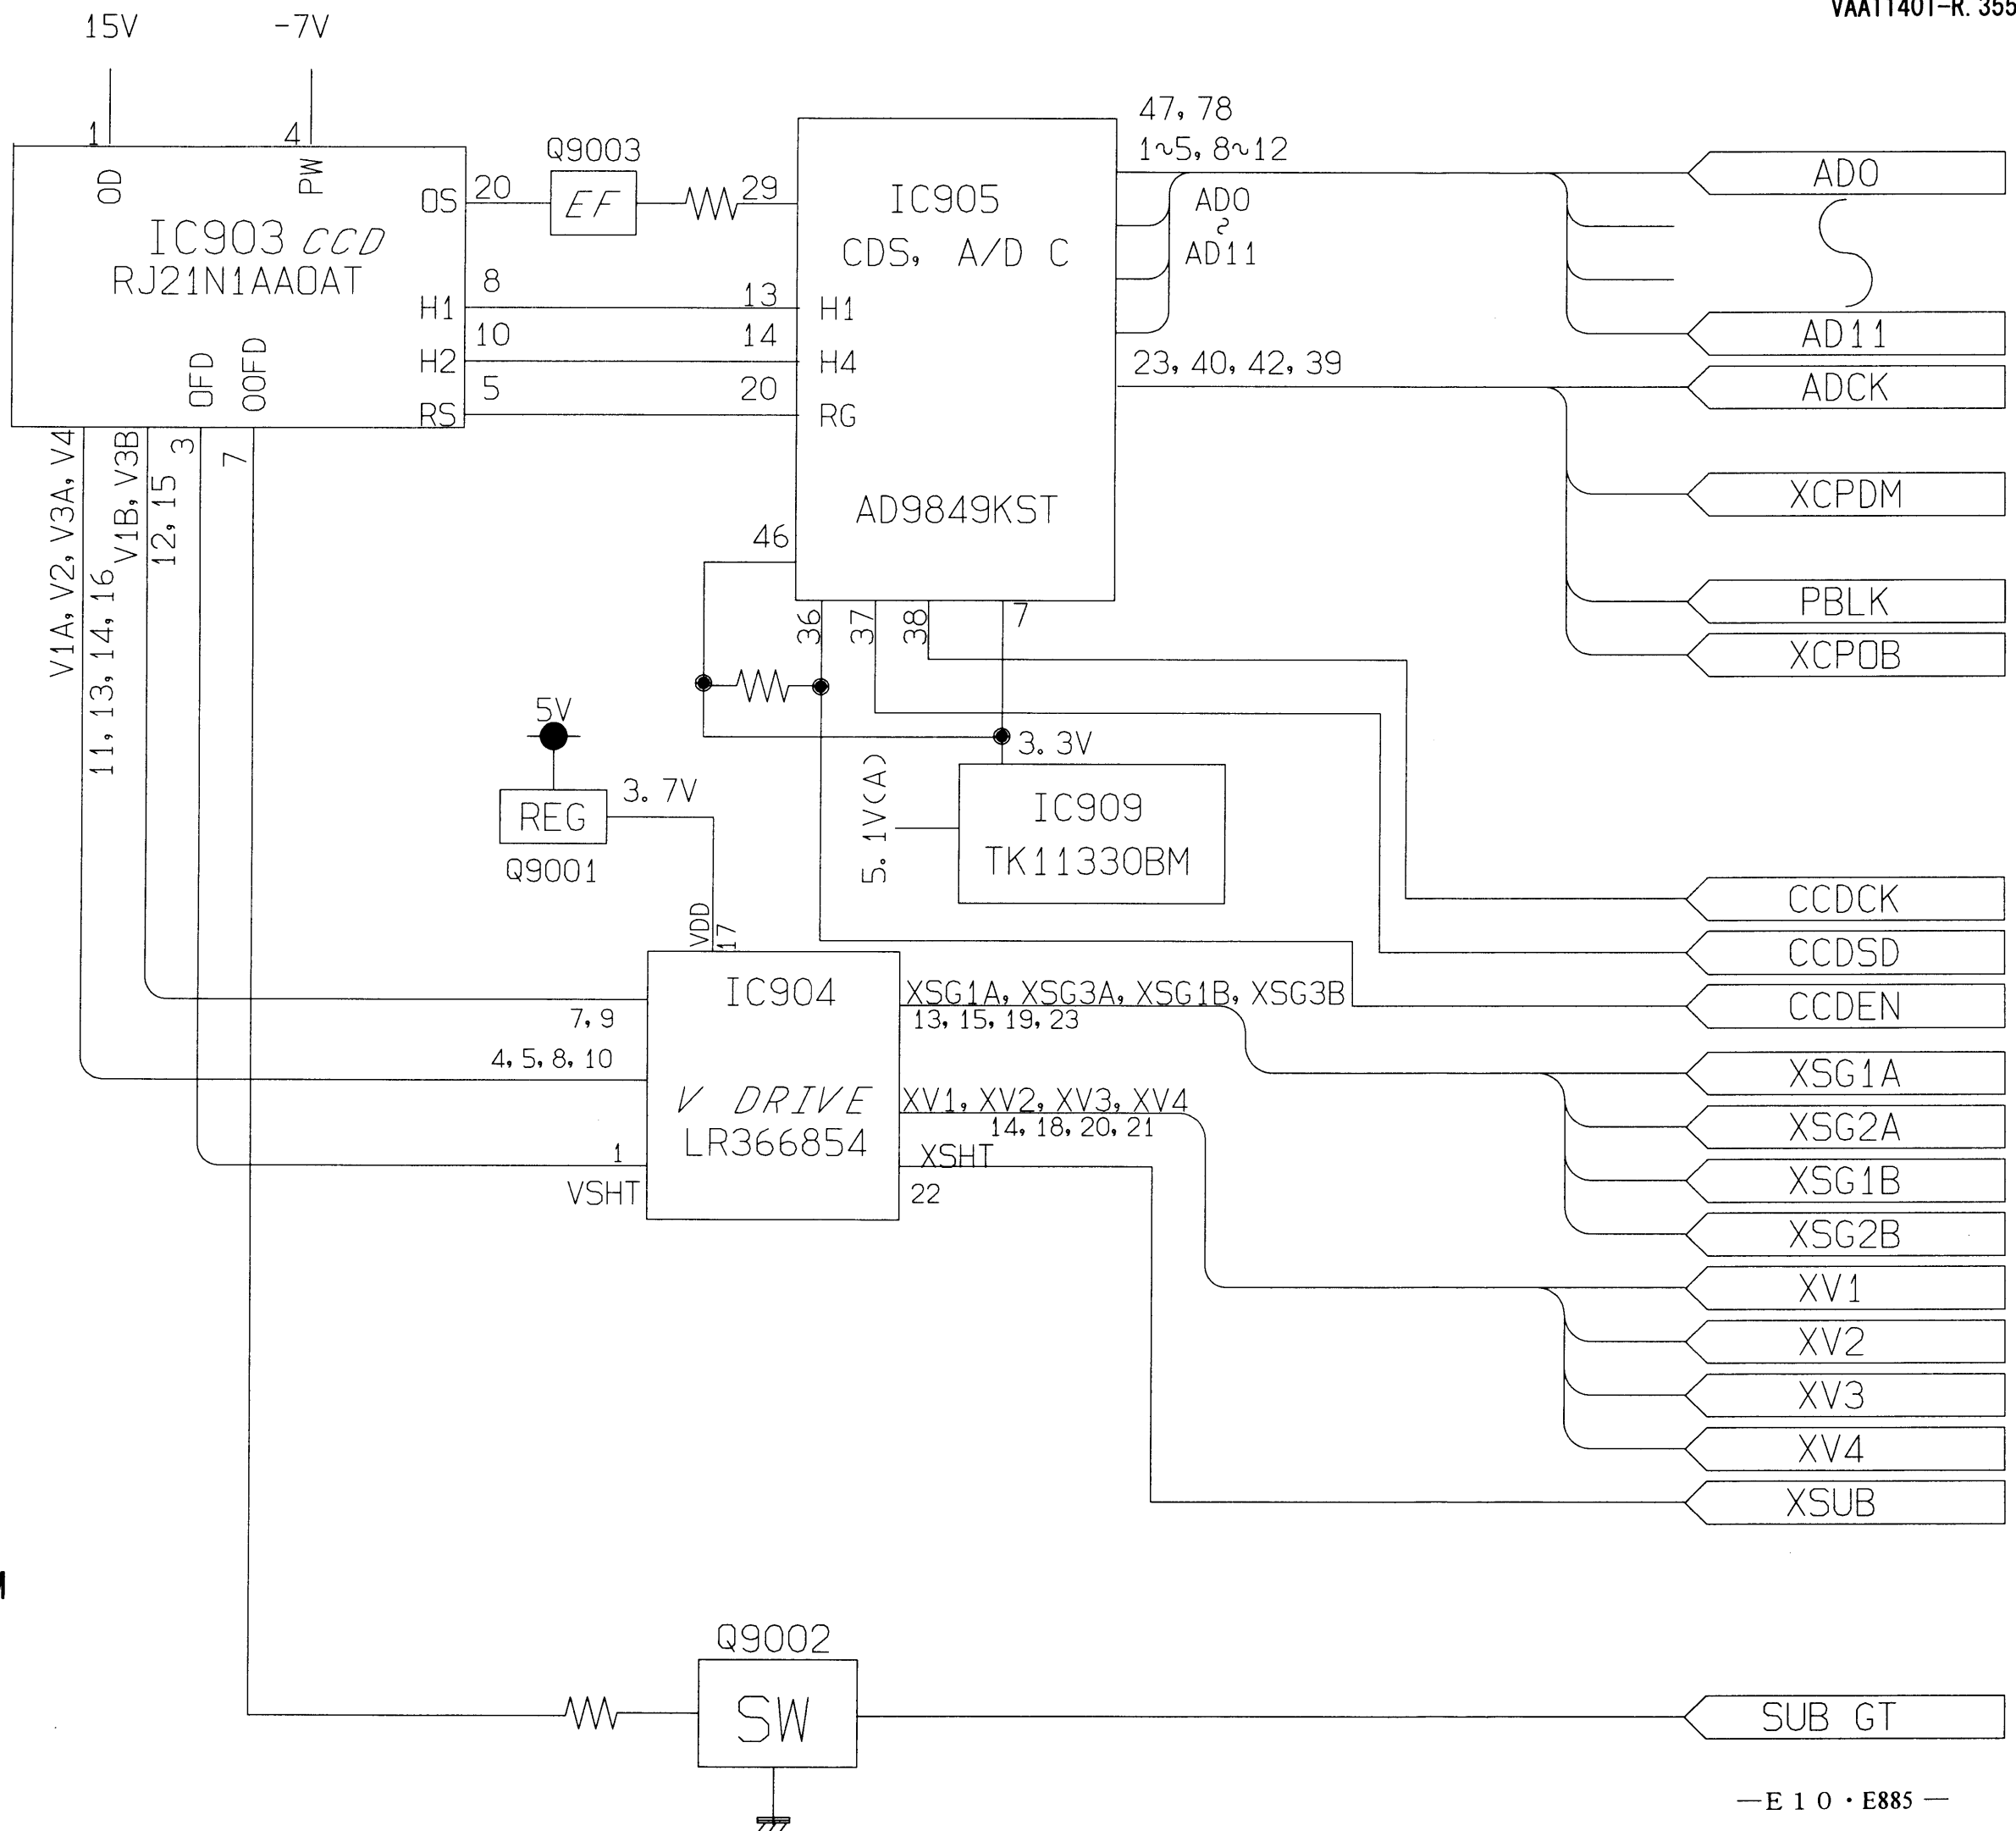 VAA11401-R.355
15V
-7V
1
4
OD
PW
OS
20
IC903 CCD
RJ21N1AA0AT
H1
8
H2
10
RS
5
OFD
OOFD
3
7
V1A, V2, V3A, V4
11, 13, 14, 16
V1B, V3B
12, 15
Q9003
EF
29
13
14
20
46
IC905
CDS, A/D C
H1
H4
RG
AD9849KST
36
37
38
7
47, 78
1~5, 8~12
AD0
~
AD11
23, 40, 42, 39
AD0
AD11
ADCK
XCPDM
PBLK
XCPOB
5V
REG
3.7V
Q9001
3.3V
5.1V(A)
IC909
TK11330BM
VDD
17
IC904
V DRIVE
LR366854
7, 9
4, 5, 8, 10
1
VSHT
XSG1A, XSG3A, XSG1B, XSG3B
13, 15, 19, 23
XV1, XV2, XV3, XV4
14, 18, 20, 21
XSHT
22
CCDCK
CCDSD
CCDEN
XSG1A
XSG2A
XSG1B
XSG2B
XV1
XV2
XV3
XV4
XSUB
Q9002
SW
SUB GT
—E10・E885—